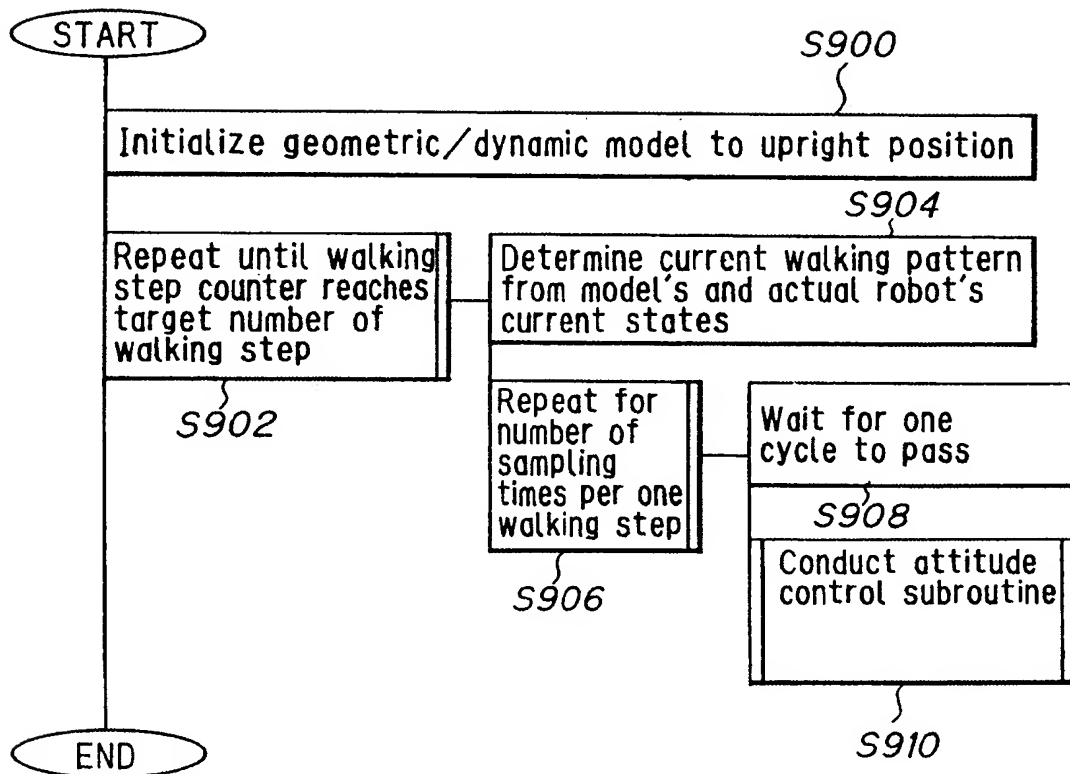 START
S900
Initialize geometric/dynamic model to upright position
S904
Repeat until walking
step counter reaches
target number of
walking step
S902
Determine current walking pattern
from model's and actual robot's
current states
Repeat for
number of
sampling
times per one
walking step
S906
Wait for one
cycle to pass
S908
Conduct attitude
control subroutine
S910
END